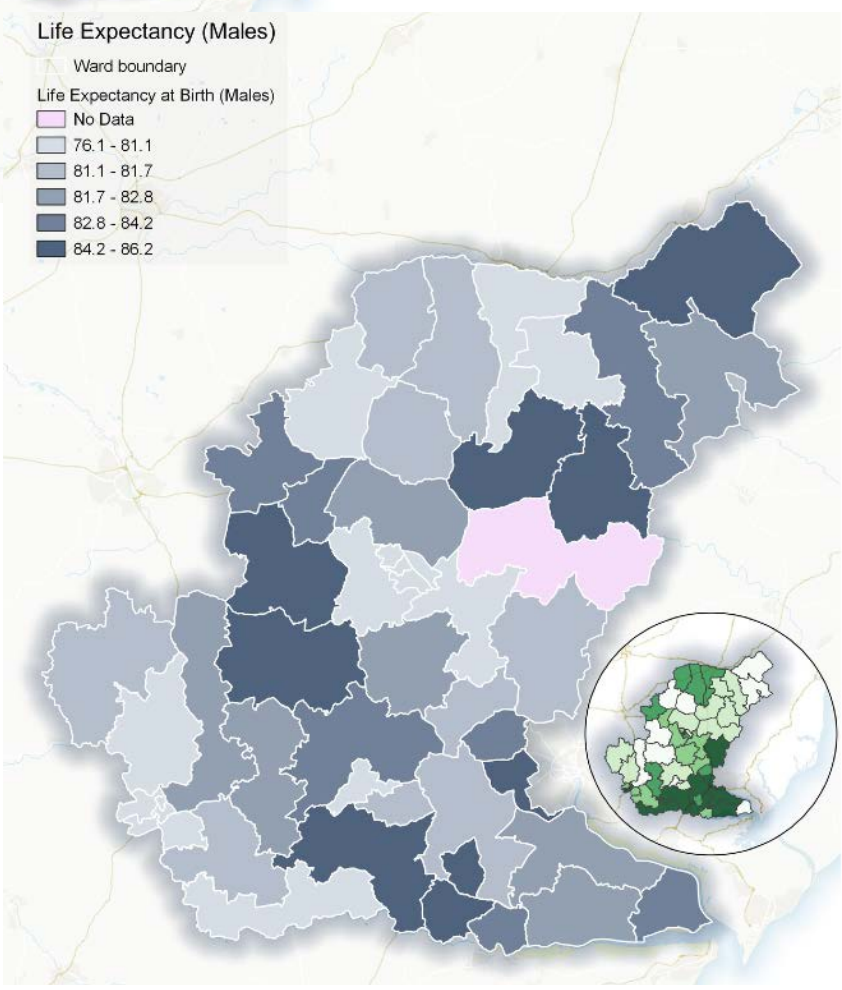 Life Expectancy (Males)
Ward boundary
Life Expectancy at Birth (Males)
No Data
76.1 - 81.1
81.1 - 81.7
81.7 - 82.8
82.8 - 84.2
84.2 - 86.2